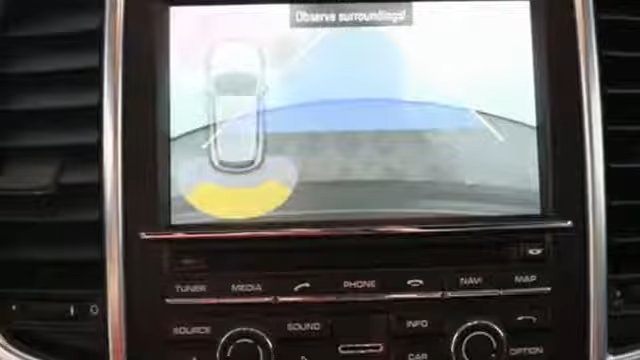 Observe surroundings!
TUNER MEDIA PHONE NAVI MAP
SOURCE SOUND INFO
CAR OPTION